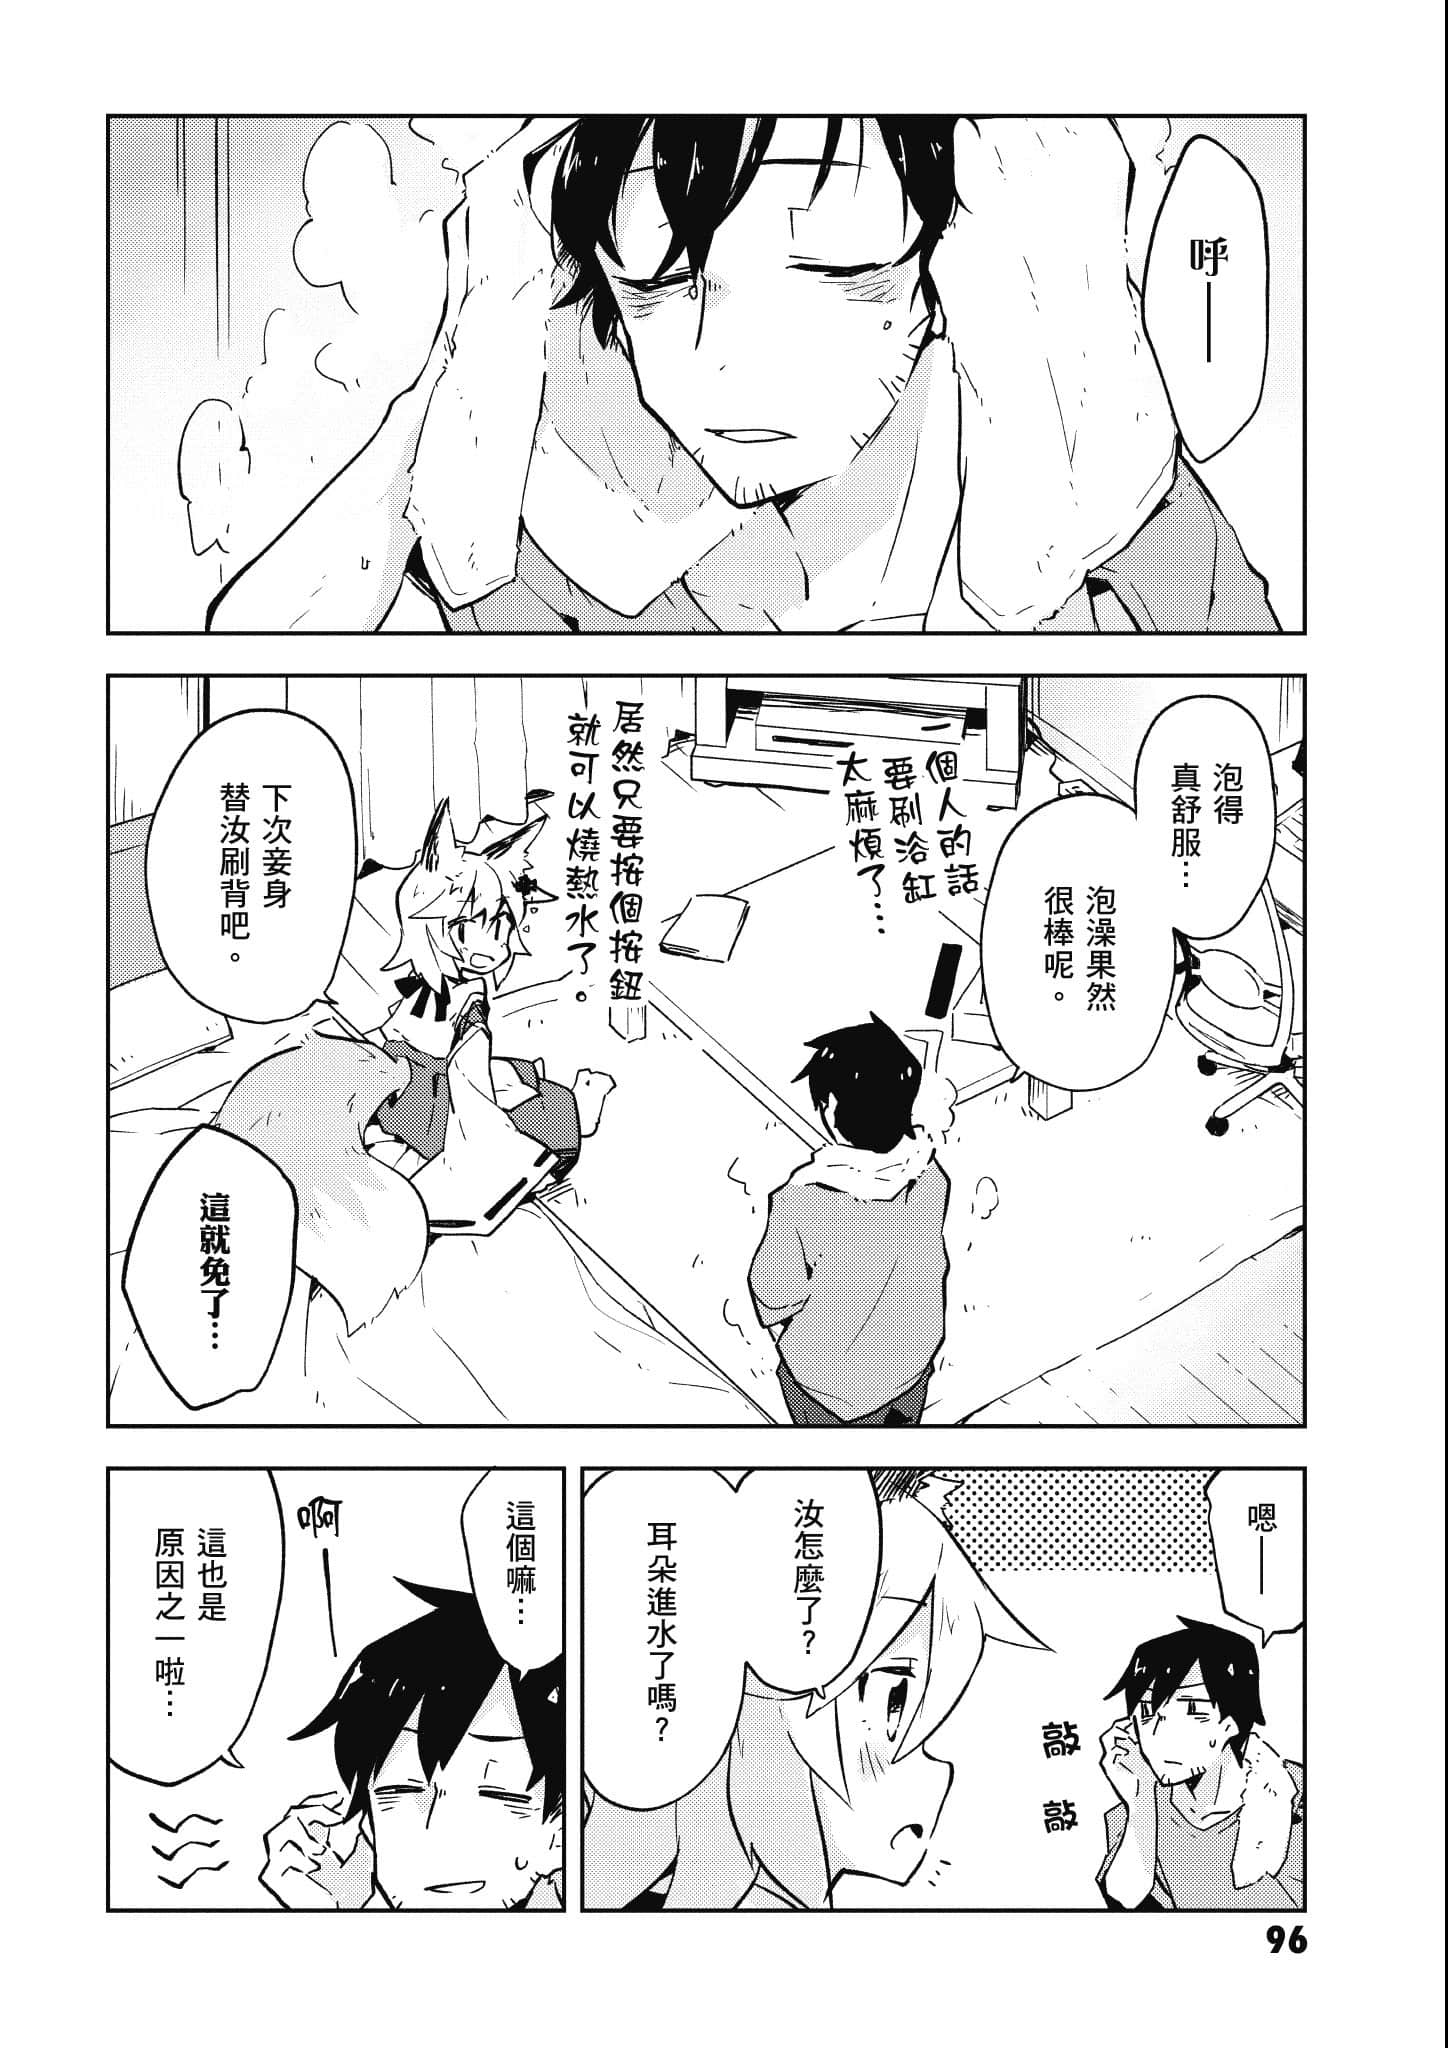 呼——
泡得
真舒服⋯
泡澡果然
很棒呢。
個人的話
要刷浴缸
太麻煩了⋯
居然只要按個按鈕
就可以燒熱水了。
下次妾身
替汝刷背吧。
這就免了⋯
嗯——
敲
敲
汝怎麼了？
耳朵進水了嗎？
這個嘛⋯
啊——
這也是
原因之一啦⋯
96